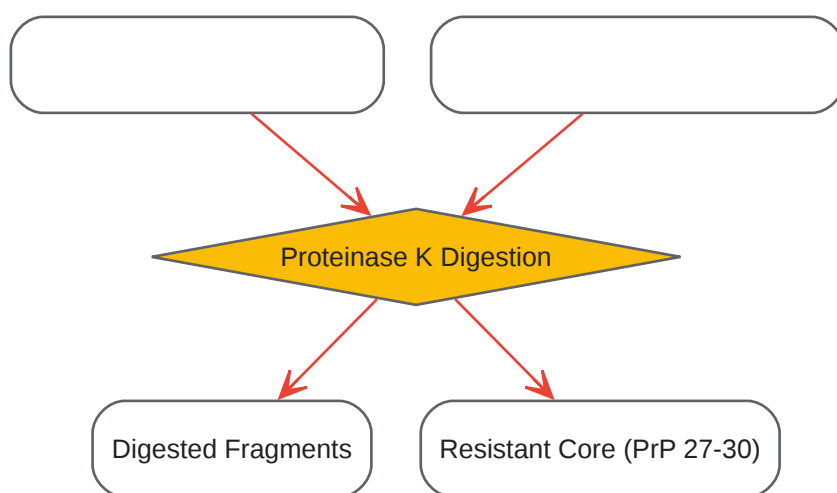 Proteinase K Digestion
Digested Fragments
Resistant Core (PrP 27-30)